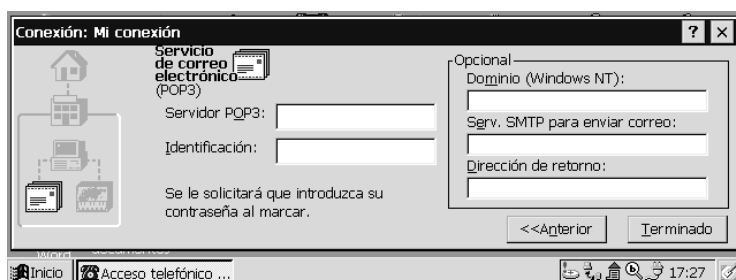 Conexión: Mi conexión
? ×
Servicio
de correo
electrónico
(POP3)
Servidor POP3:
Identificación:
Se le solicitará que introduzca su
contraseña al marcar.
Opcional
Dominio (Windows NT):
Serv. SMTP para enviar correo:
Dirección de retorno:
<<Anterior
Terminado
Word documentos
Inicio
Acceso telefónico ...
17:27